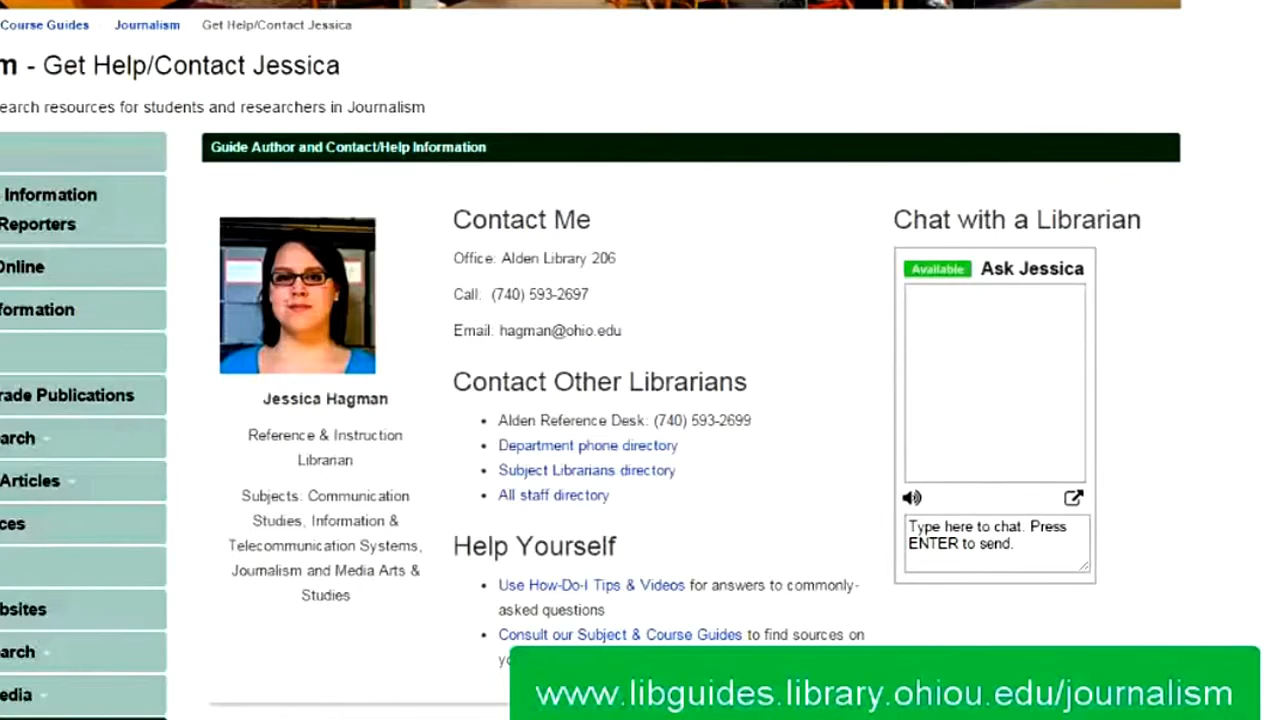 Course Guides Journalism Get Help/Contact Jessica
m - Get Help/Contact Jessica
earch resources for students and researchers in Journalism
Guide Author and Contact/Help Information
Information
Reporters
Online
formation
rade Publications
arch
Articles
ces
bsites
arch
edia
Jessica Hagman
Reference & Instruction
Librarian
Subjects: Communication
Studies, Information &
Telecommunication Systems,
Journalism and Media Arts &
Studies
Contact Me
Office: Alden Library 206
Call: (740) 593-2697
Email: hagman@ohio.edu
Contact Other Librarians
• Alden Reference Desk: (740) 593-2699
• Department phone directory
• Subject Librarians directory
• All staff directory
Help Yourself
• Use How-Do-I Tips & Videos for answers to commonly-
asked questions
• Consult our Subject & Course Guides to find sources on
Chat with a Librarian
Available Ask Jessica
Type here to chat. Press
ENTER to send.
www.libguides.library.ohiou.edu/journalism